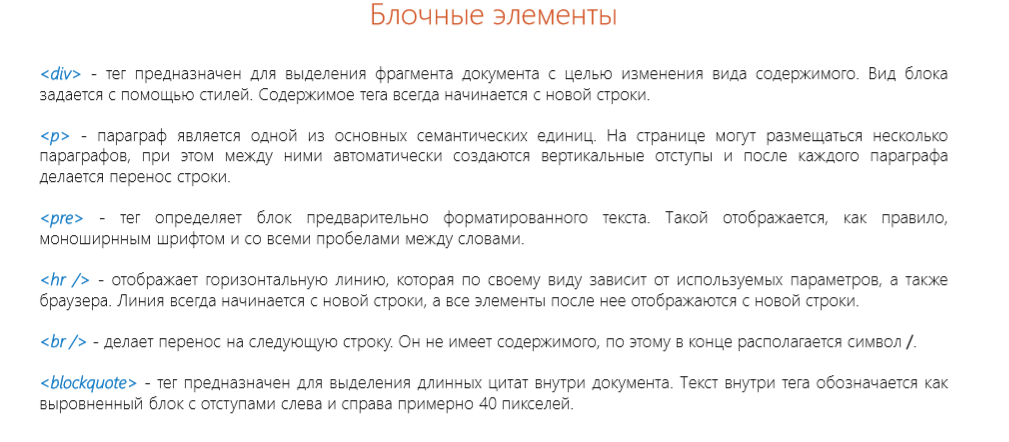 Блочные элементы
<div> - тег предназначен для выделения фрагмента документа с целью изменения вида содержимого. Вид блока
задается с помощью стилей. Содержимое тега всегда начинается с новой строки.
<p> - параграф является одной из основных семантических единиц. На странице могут размещаться несколько
параграфов, при этом между ними автоматически создаются вертикальные отступы и после каждого параграфа
делается перенос строки.
<pre> - тег определяет блок предварительно форматированного текста. Такой отображается, как правило,
моноширнным шрифтом и со всеми пробелами между словами.
<hr /> - отображает горизонтальную линию, которая по своему виду зависит от используемых параметров, а также
браузера. Линия всегда начинается с новой строки, а все элементы после нее отображаются с новой строки.
<br /> - делает перенос на следующую строку. Он не имеет содержимого, по этому в конце располагается символ /.
<blockquote> - тег предназначен для выделения длинных цитат внутри документа. Текст внутри тега обозначается как
выровненный блок с отступами слева и справа примерно 40 пикселей.